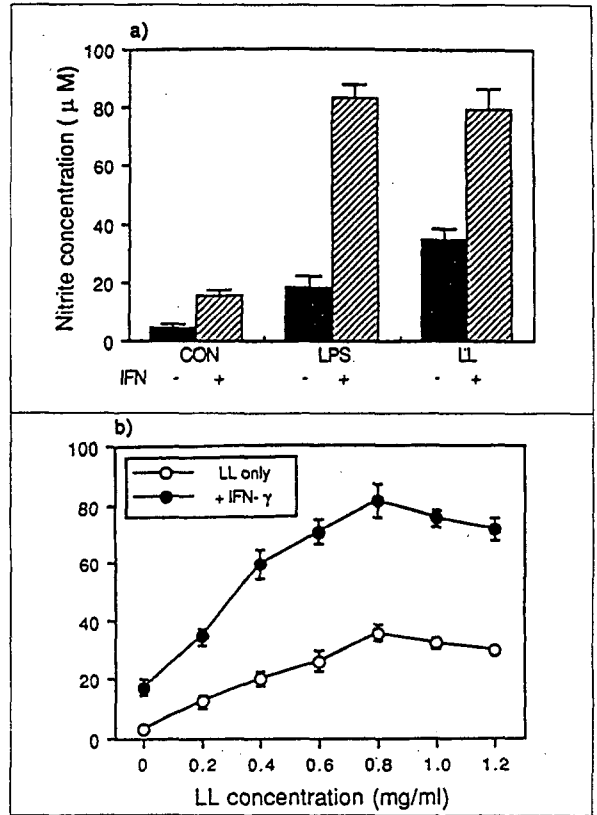 a)
100
80
60
40
20
0
Nitrite concentration ( μ M)
CON LPS. LL
IFN - + - + - +
b)
100
80
60
40
20
0
LL only
+ IFN- γ
0 0.2 0.4 0.6 0.8 1.0 1.2
LL concentration (mg/ml)